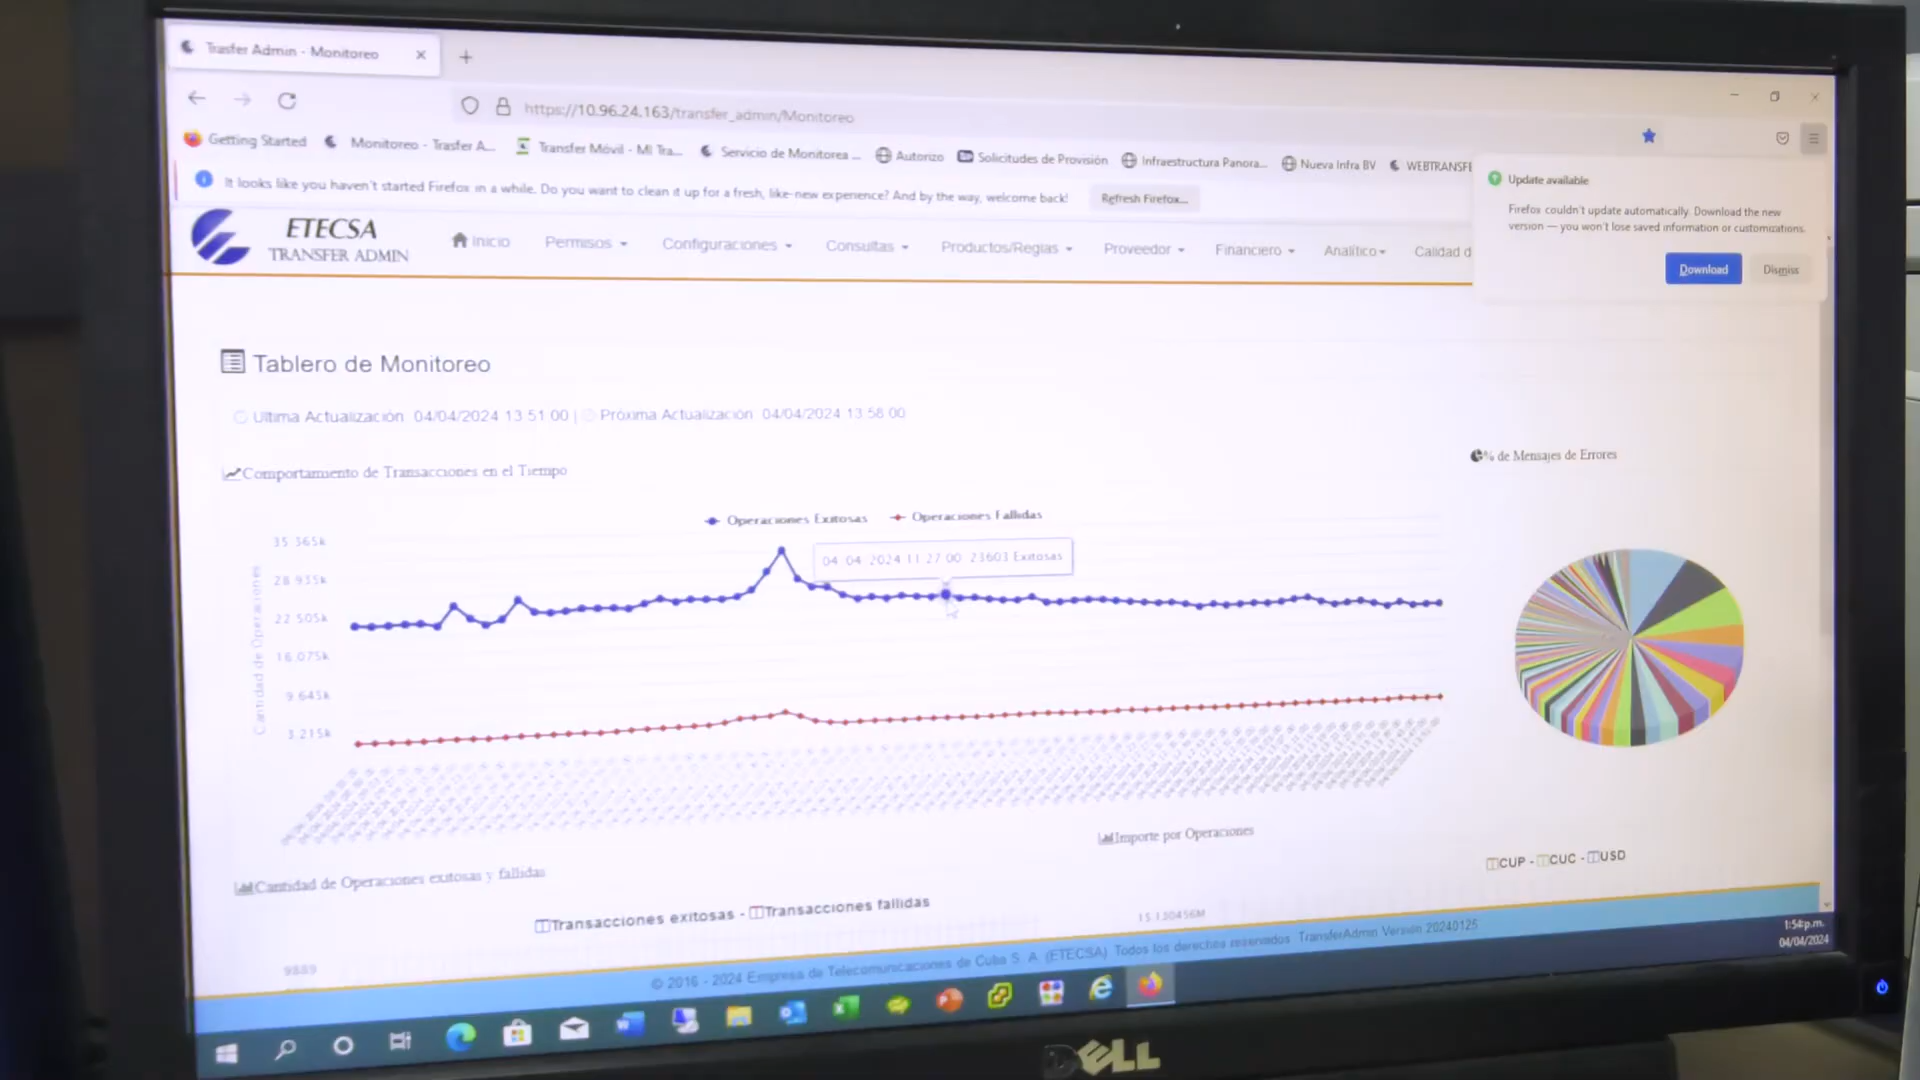 Trasfer Admin - Monitoreo
https://10.96.24.163/transfer_admin/Monitoreo
Getting Started Monitoreo - Trasfer A... Transfer Móvil - MI Tra... Servicio de Monitorea ... Autorizo Solicitudes de Provisión Infraestructura Panora... Nueva Infra BV WEBTRANSFE
It looks like you haven't started Firefox in a while. Do you want to clean it up for a fresh, like-new experience? And by the way, welcome back! Refresh Firefox...
Update available
Firefox couldn't update automatically. Download the new
version — you won't lose saved information or customizations.
Download Dismiss
ETECSA
TRANSFER ADMIN
Inicio Permisos Configuraciones Consultas Productos/Reglas Proveedor Financiero Analítico Calidad d
Tablero de Monitoreo
Ultima Actualización 04/04/2024 13:51:00 | Próxima Actualización 04/04/2024 13:58:00
Comportamiento de Transacciones en el Tiempo
% de Mensajes de Errores
Operaciones Exitosas Operaciones Fallidas
Cantidad de Operaciones
35.365k
28.935k
22.505k
16.075k
9.645k
3.215k
04-04-2024 11:27:00: 23603 Exitosas
Importe por Operaciones
CUP - CUC - USD
Cantidad de Operaciones exitosas y fallidas
Transacciones exitosas - Transacciones fallidas
15.130456M
9889
© 2016 - 2024 Empresa de Telecomunicaciones de Cuba S. A. (ETECSA). Todos los derechos reservados. TransferAdmin Versión 20240125
1:54 p.m.
04/04/2024
DELL